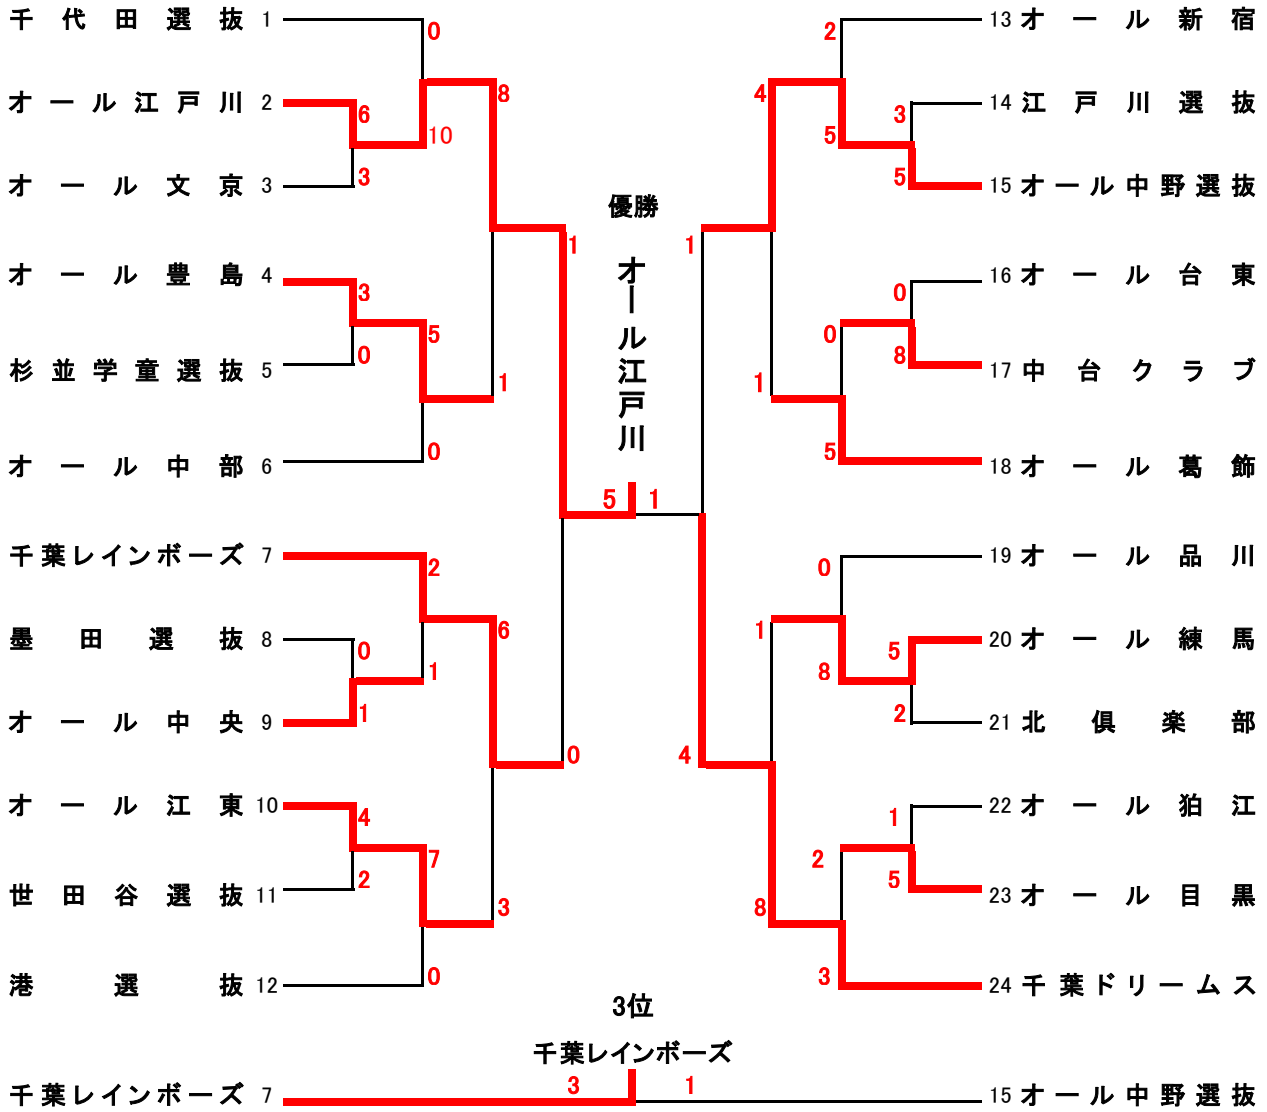 千代田選抜 1
0
オール江戸川 2
6
10
8
オール文京 3
3
オール豊島 4
3
5
杉並学童選抜 5
0
1
オール中部 6
0
1
千葉レインボーズ 7
2
6
墨田選抜 8
0
1
オール中央 9
1
0
オール江東 10
4
7
世田谷選抜 11
2
3
港選抜 12
0
優勝
オール江戸川
5 1
13 オール新宿
2
4
14 江戸川選抜
3
5
15 オール中野選抜
5
1
16 オール台東
0
0
17 中台クラブ
8
1
18 オール葛飾
5
19 オール品川
0
1
20 オール練馬
5
8
21 北倶楽部
2
4
22 オール狛江
1
2
23 オール目黒
5
8
24 千葉ドリームス
3
3位
千葉レインボーズ
千葉レインボーズ 7 3 1 15 オール中野選抜